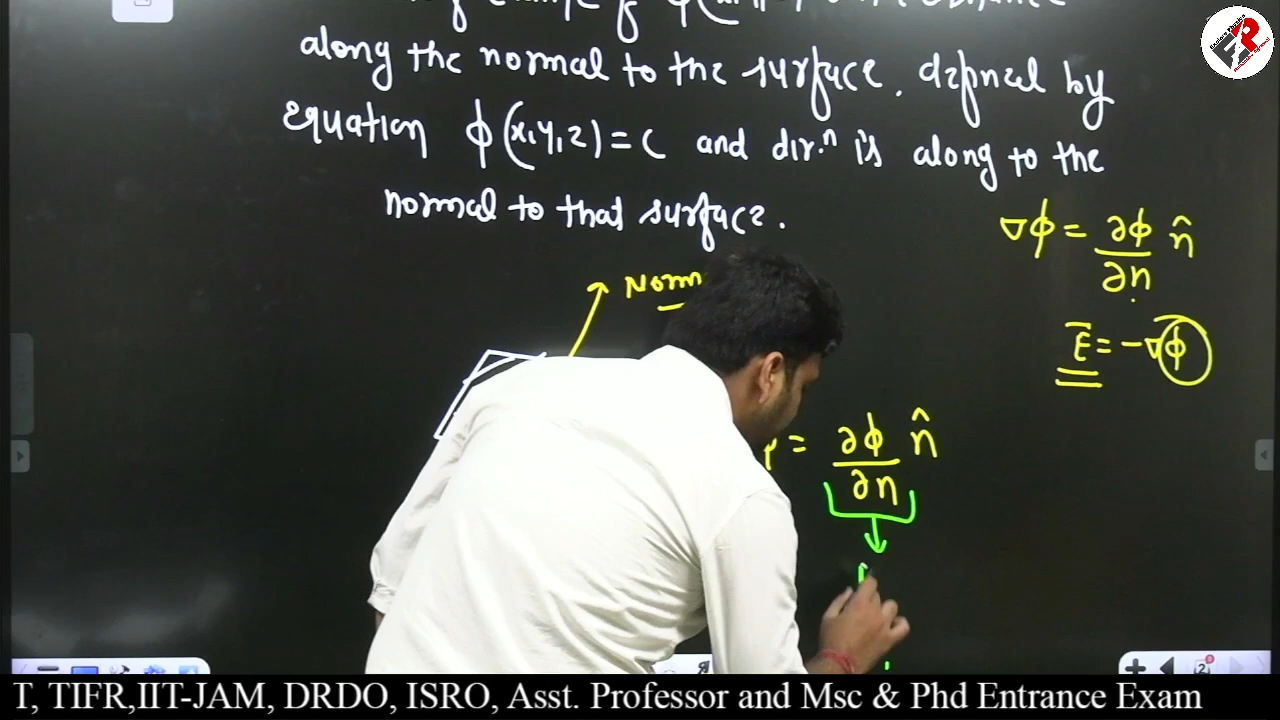 along the normal to the surface, defined by
equation ϕ(x,y,z) = c and dir.ⁿ is along to the
normal to that surface.
∇ϕ = ∂ϕ/∂n n̂
E̅ = -∇̅ϕ
= ∂ϕ/∂n n̂
T, TIFR,IIT-JAM, DRDO, ISRO, Asst. Professor and Msc & Phd Entrance Exam